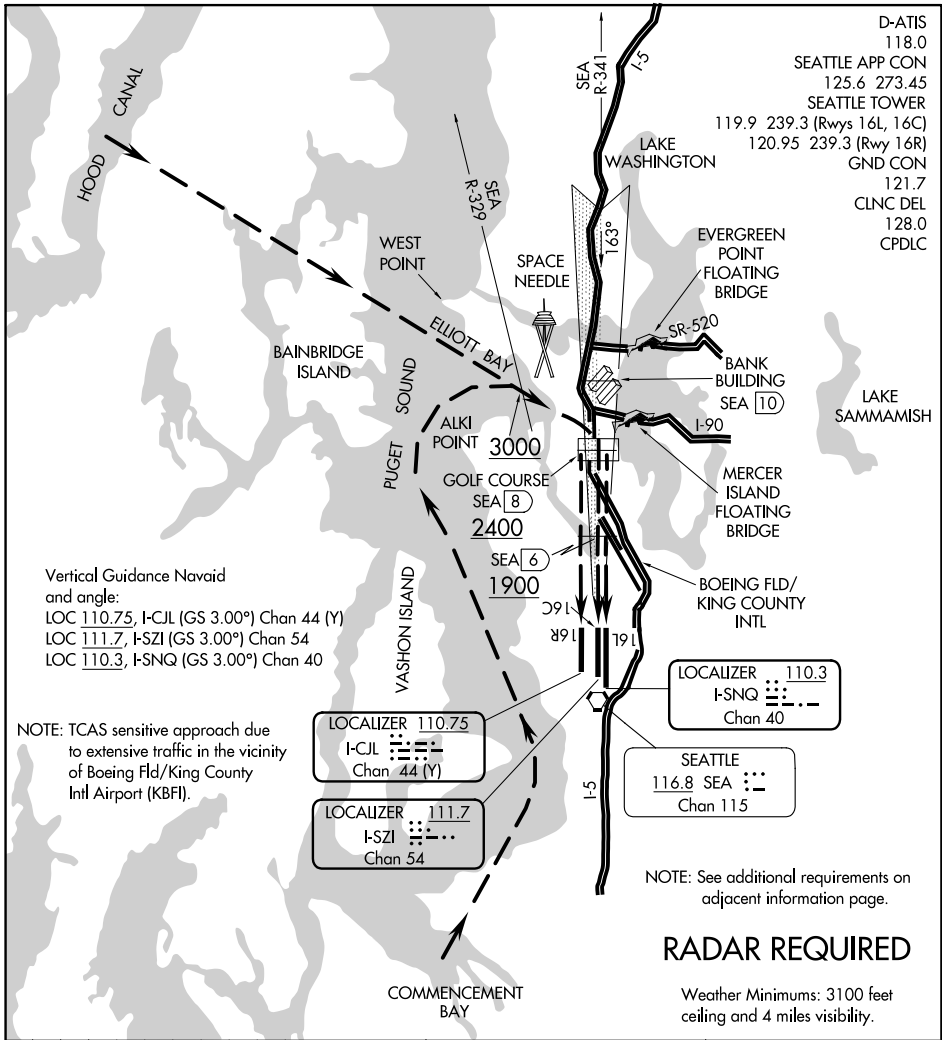 D-ATIS
118.0
SEATTLE APP CON
125.6 273.45
SEATTLE TOWER
119.9 239.3 (Rwys 16L, 16C)
120.95 239.3 (Rwy 16R)
GND CON
121.7
CLNC DEL
128.0
CPDLC
HOOD CANAL
SEA
R-341
I-5
SEA
R-329
LAKE
WASHINGTON
163°
WEST
POINT
SPACE
NEEDLE
EVERGREEN
POINT
FLOATING
BRIDGE
SR-520
ELLIOTT BAY
BAINBRIDGE
ISLAND
BANK
BUILDING
SEA 10
LAKE
SAMMAMISH
PUGET SOUND
ALKI
POINT
3000
I-90
GOLF COURSE
SEA 8
2400
MERCER
ISLAND
FLOATING
BRIDGE
SEA 6
1900
BOEING FLD/
KING COUNTY
INTL
Vertical Guidance Navaid
and angle:
LOC 110.75, I-CJL (GS 3.00°) Chan 44 (Y)
LOC 111.7, I-SZI (GS 3.00°) Chan 54
LOC 110.3, I-SNQ (GS 3.00°) Chan 40
VASHON ISLAND
16R
16C
16L
LOCALIZER 110.3
I-SNQ
Chan 40
NOTE: TCAS sensitive approach due
to extensive traffic in the vicinity
of Boeing Fld/King County
Intl Airport (KBFI).
LOCALIZER 110.75
I-CJL
Chan 44 (Y)
SEATTLE
116.8 SEA
Chan 115
LOCALIZER 111.7
I-SZI
Chan 54
I-5
NOTE: See additional requirements on
adjacent information page.
RADAR REQUIRED
COMMENCEMENT
BAY
Weather Minimums: 3100 feet
ceiling and 4 miles visibility.